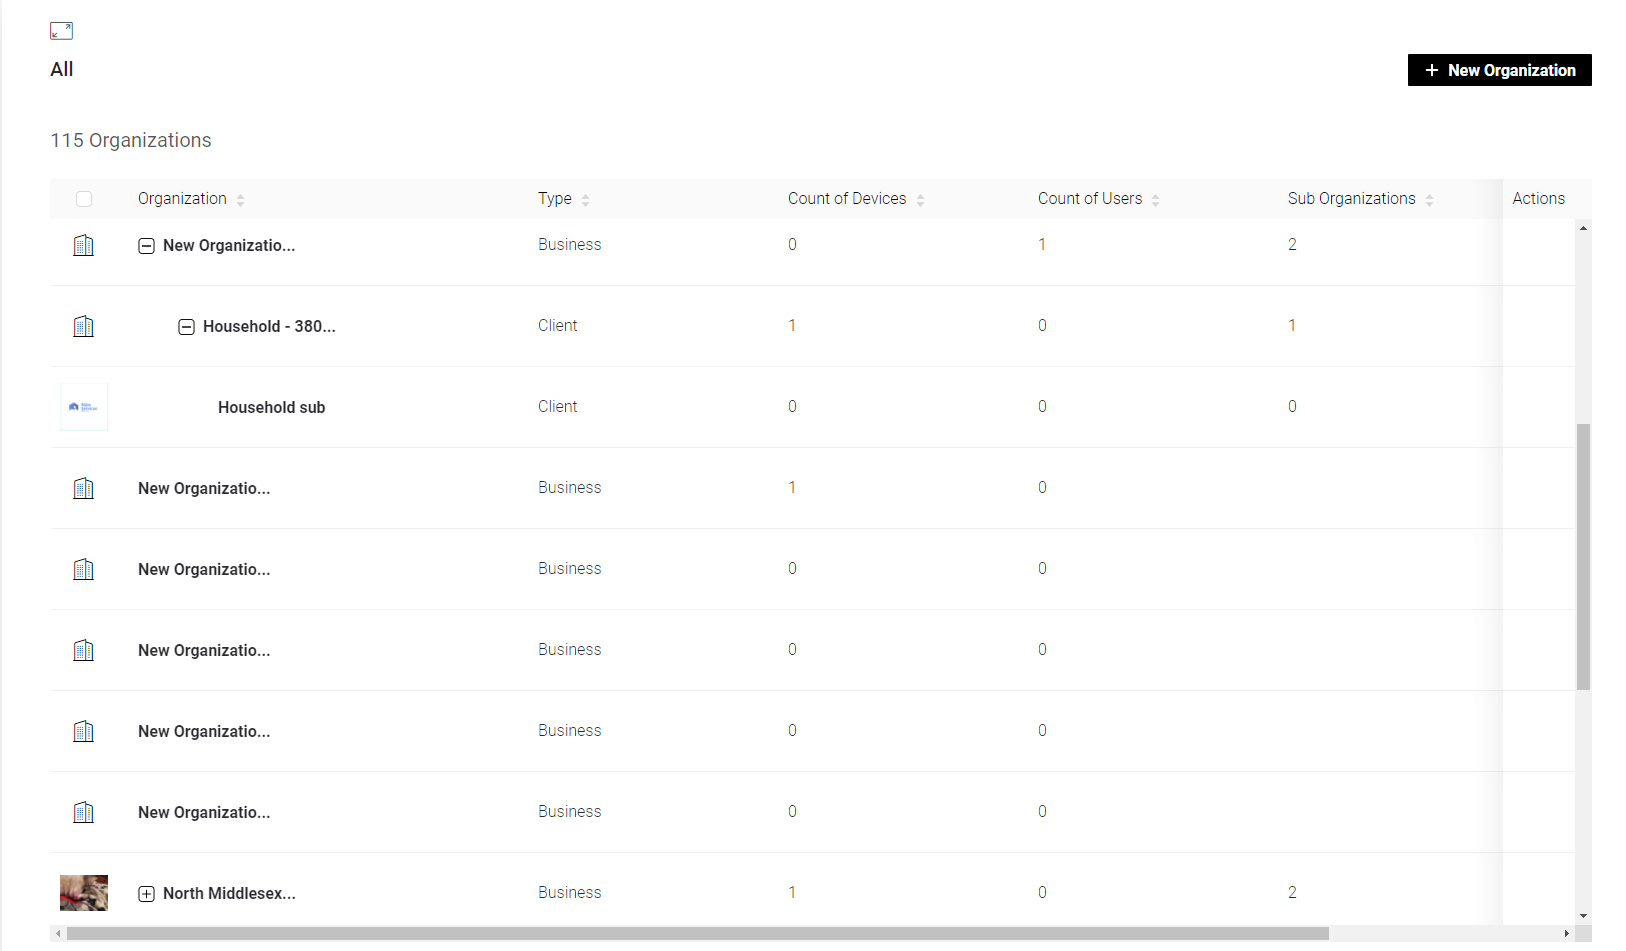 All
+ New Organization
115 Organizations
Organization Type Count of Devices Count of Users Sub Organizations Actions
New Organizatio... Business 0 1 2
Household - 380... Client 1 0 1
Household sub Client 0 0 0
New Organizatio... Business 1 0
New Organizatio... Business 0 0
New Organizatio... Business 0 0
New Organizatio... Business 0 0
New Organizatio... Business 0 0
North Middlesex... Business 1 0 2